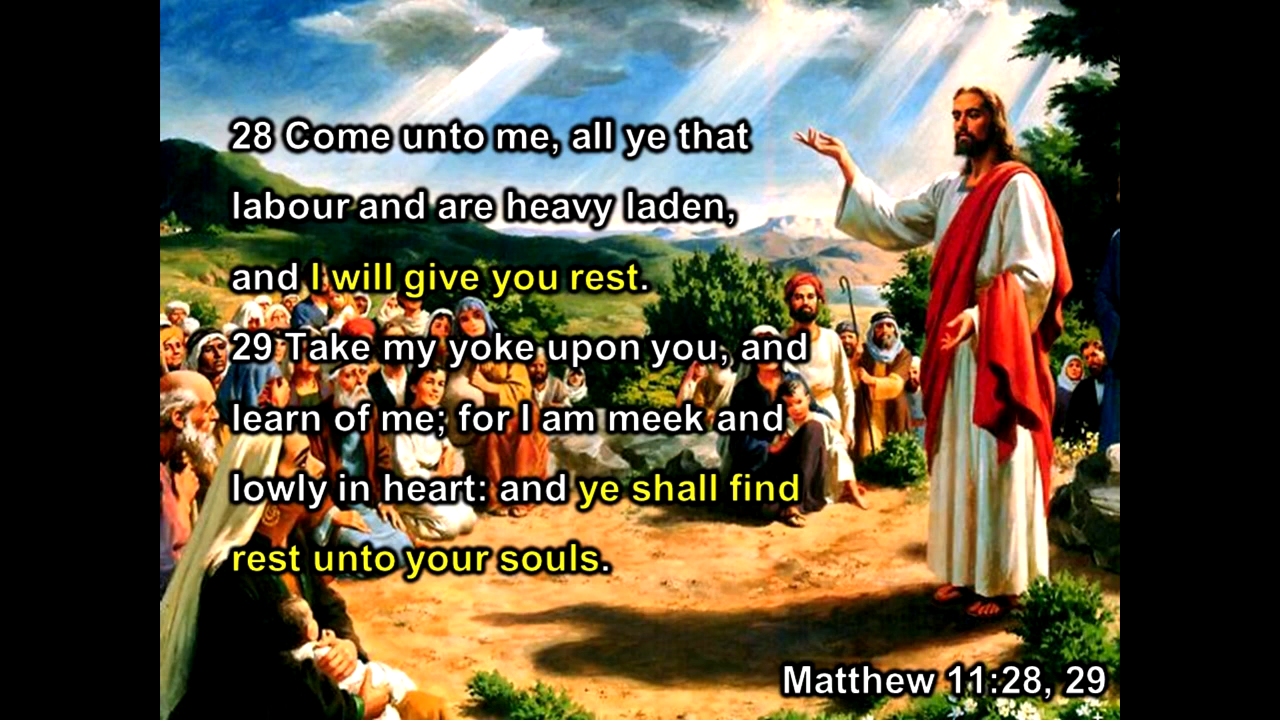 28 Come unto me, all ye that
labour and are heavy laden,
and I will give you rest.
29 Take my yoke upon you, and
learn of me; for I am meek and
lowly in heart: and ye shall find
rest unto your souls.
Matthew 11:28, 29